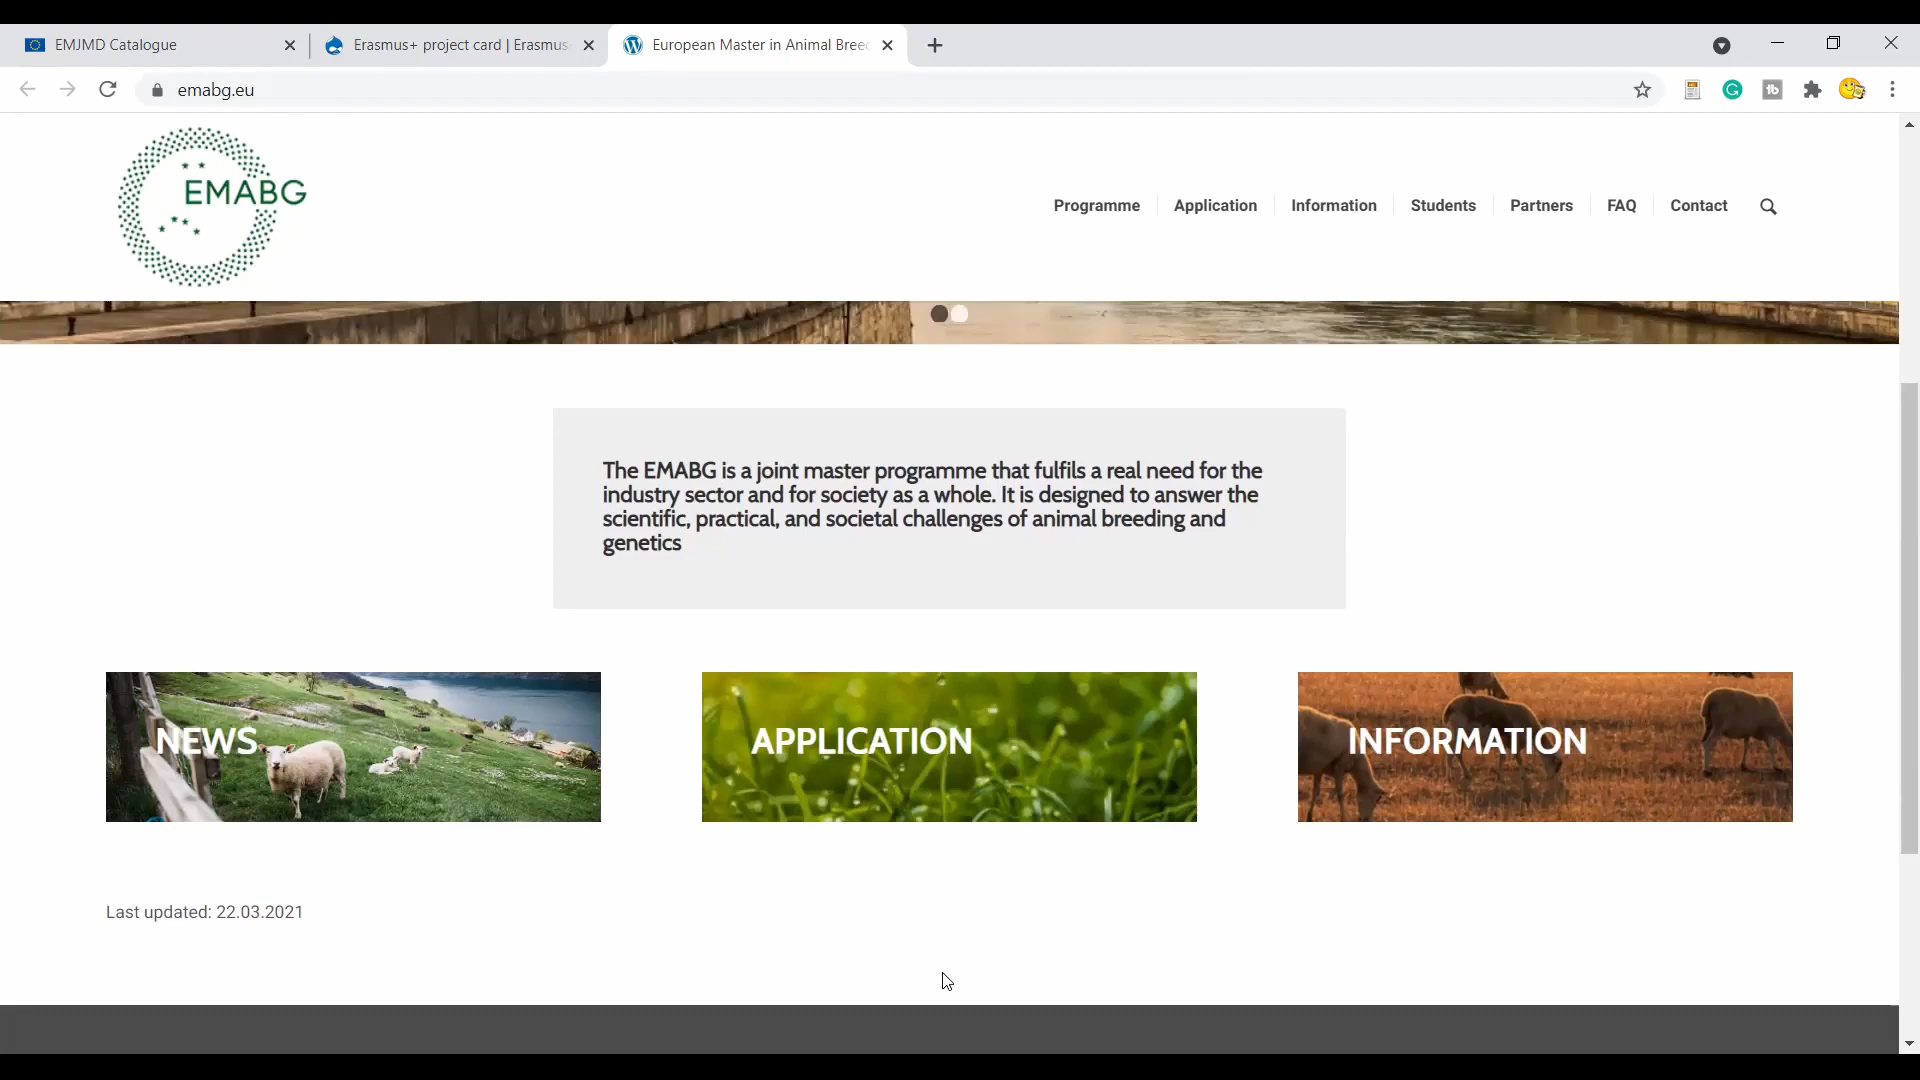 EMJMD Catalogue
Erasmus+ project card | Erasmus
European Master in Animal Bree
emabg.eu
EMABG
Programme
Application
Information
Students
Partners
FAQ
Contact
The EMABG is a joint master programme that fulfils a real need for the
industry sector and for society as a whole. It is designed to answer the
scientific, practical, and societal challenges of animal breeding and
genetics
NEWS
APPLICATION
INFORMATION
Last updated: 22.03.2021